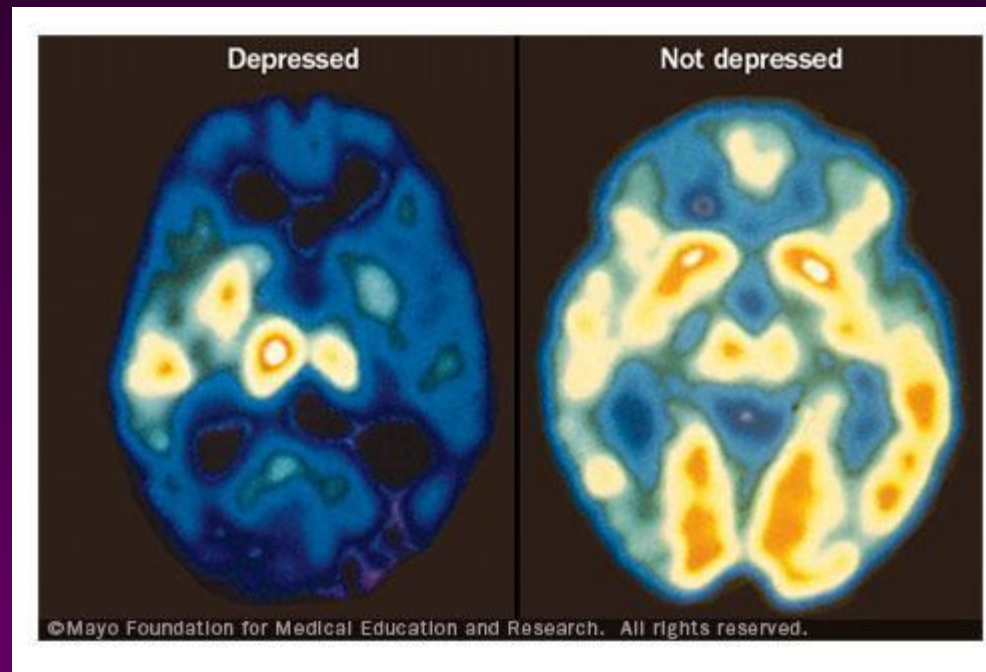 Depressed
Not depressed
©Mayo Foundation for Medical Education and Research. All rights reserved.